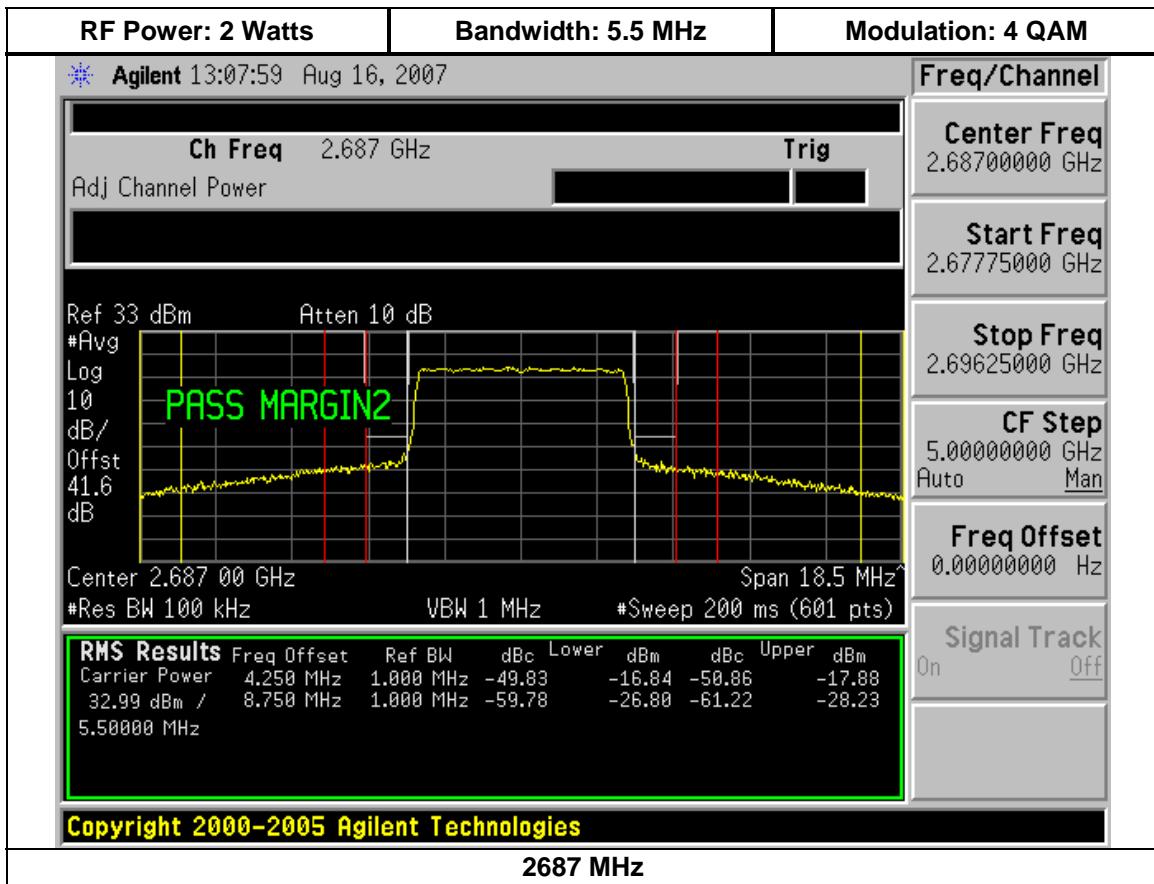 RF Power: 2 Watts Bandwidth: 5.5 MHz Modulation: 4 QAM
Agilent 13:07:59 Aug 16, 2007 Freq/Channel
Ch Freq 2.687 GHz Trig
Adj Channel Power
Center Freq
2.68700000 GHz
Start Freq
2.67775000 GHz
Stop Freq
2.69625000 GHz
CF Step
5.00000000 GHz
Auto Man
Freq Offset
0.00000000 Hz
Signal Track
On Off
Ref 33 dBm Atten 10 dB
#Avg
Log
10
dB/
Offst
41.6
dB
PASS MARGIN2
Center 2.687 00 GHz Span 18.5 MHz^
#Res BW 100 kHz VBW 1 MHz #Sweep 200 ms (601 pts)
RMS Results Freq Offset Ref BW dBc Lower dBm dBc Upper dBm
Carrier Power 4.250 MHz 1.000 MHz -49.83 -16.84 -50.86 -17.88
32.99 dBm / 8.750 MHz 1.000 MHz -59.78 -26.80 -61.22 -28.23
5.50000 MHz
Copyright 2000-2005 Agilent Technologies
2687 MHz